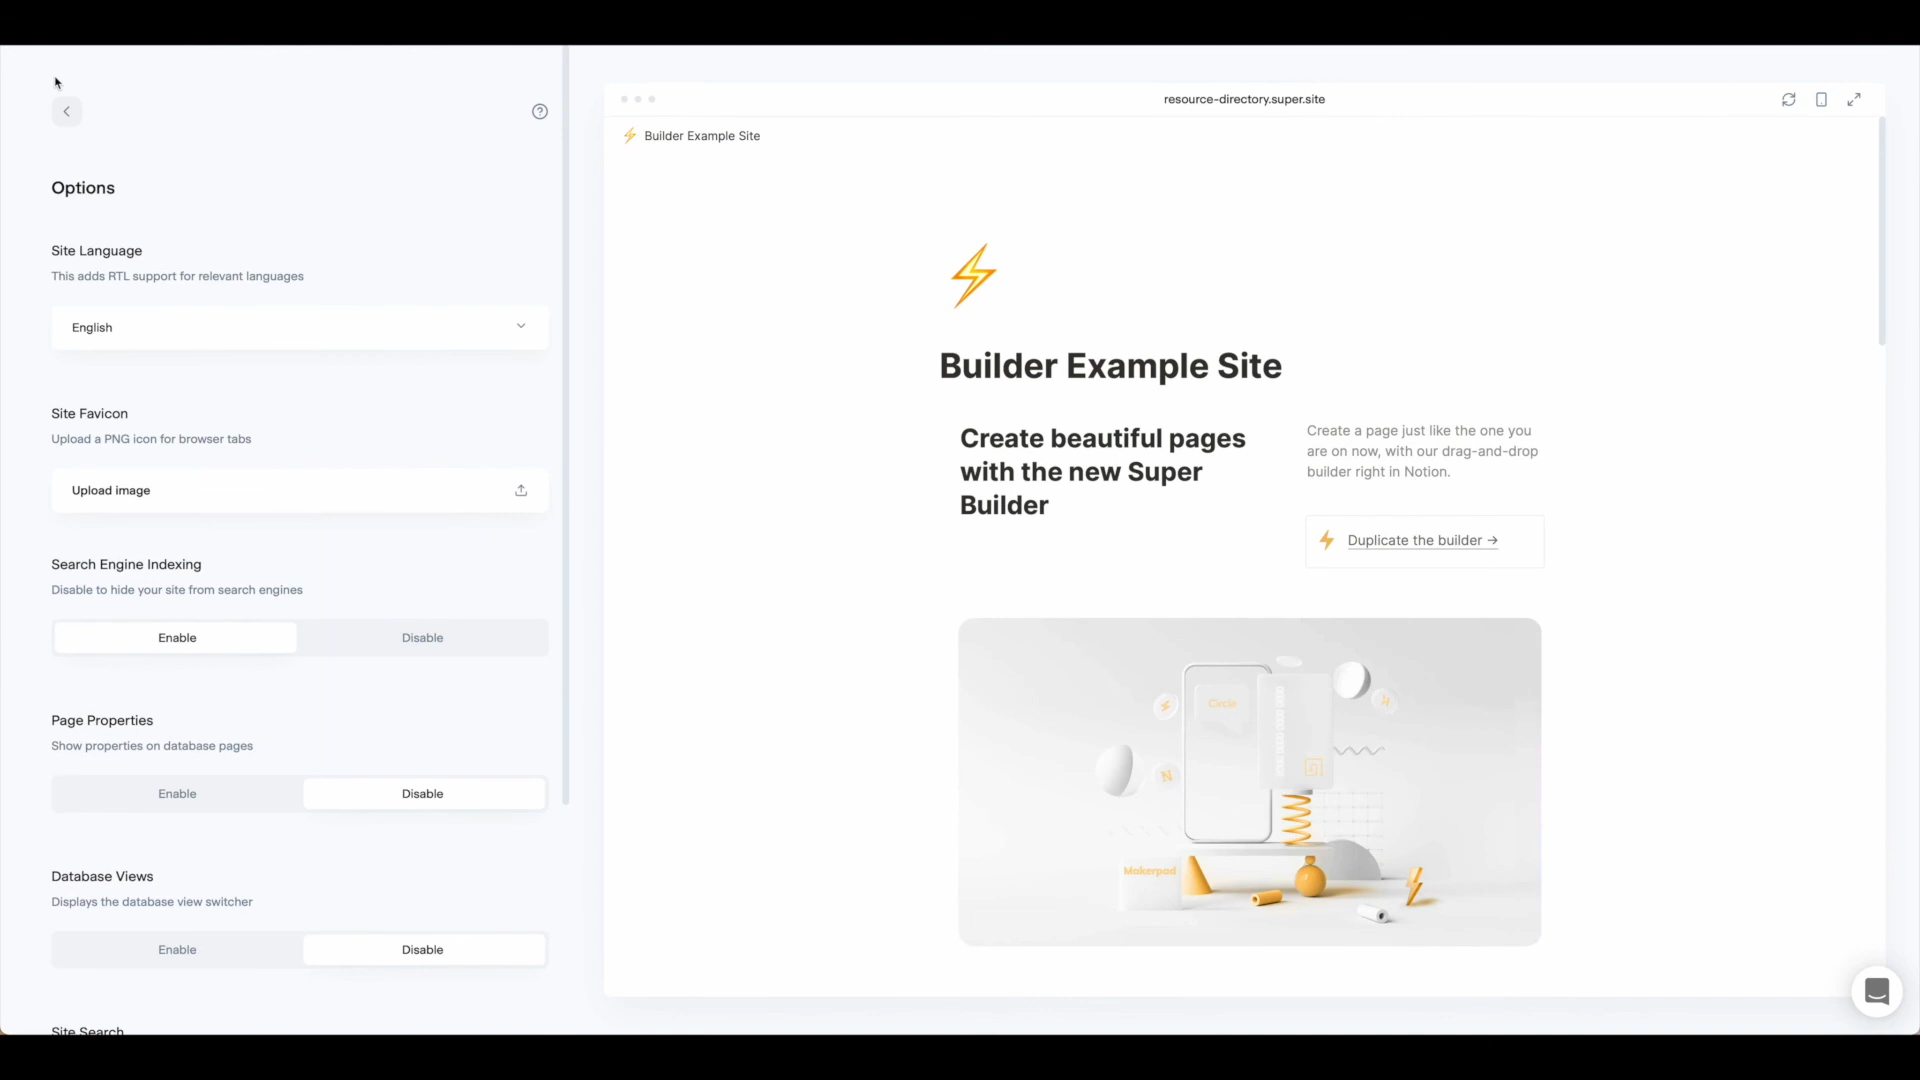 Options
Site Language
This adds RTL support for relevant languages
English
Site Favicon
Upload a PNG icon for browser tabs
Upload image
Search Engine Indexing
Disable to hide your site from search engines
Enable
Disable
Page Properties
Show properties on database pages
Enable
Disable
Database Views
Displays the database view switcher
Enable
Disable
Site Search
resource-directory.super.site
Builder Example Site
Builder Example Site
Create beautiful pages
with the new Super
Builder
Create a page just like the one you
are on now, with our drag-and-drop
builder right in Notion.
Duplicate the builder →
Circle
N
Makerpad